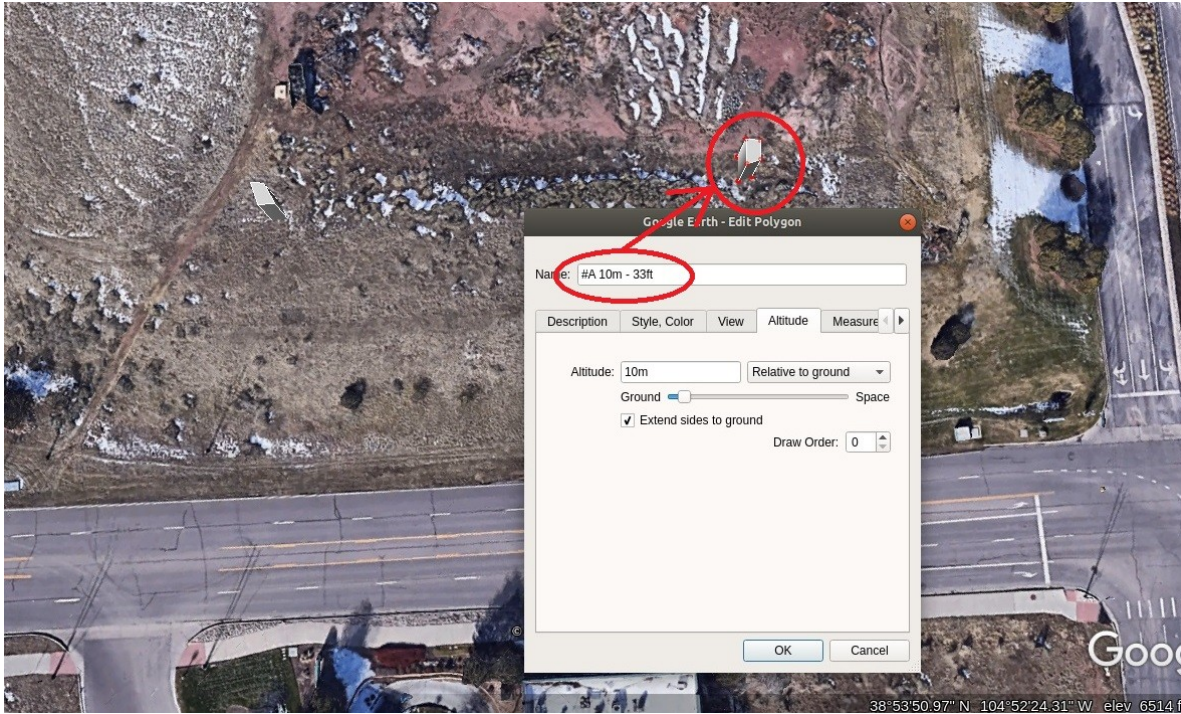 Google Earth - Edit Polygon
Name: #A 10m - 33ft
Description Style, Color View Altitude Measure
Altitude: 10m Relative to ground
Ground Space
Extend sides to ground
Draw Order: 0
OK Cancel
©
Goog
38°53'50.97" N 104°52'24.31" W elev 6514 f